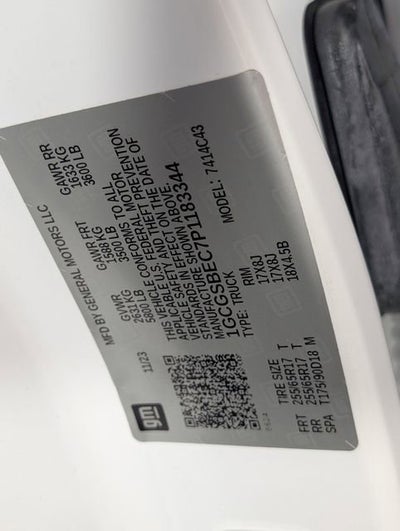 gm
MFD BY GENERAL MOTORS LLC
11/23
GVWR GAWR FRT GAWR RR
2631 KG 1588 KG 1633 KG
5800 LB 3500 LB 3600 LB
THIS VEHICLE CONFORMS TO ALL
APPLICABLE U.S. FEDERAL MOTOR
VEHICLE SAFETY AND THEFT PREVENTION
STANDARDS IN EFFECT ON THE DATE OF
MANUFACTURE SHOWN ABOVE.
1GCGSBEC7P1183344
TYPE: TRUCK MODEL: 7414C43
TIRE SIZE RIM
FRT 255/65R17 T 17X8J
RR 255/65R17 T 17X8J
SPA T175/90D18 M 18X4.5B